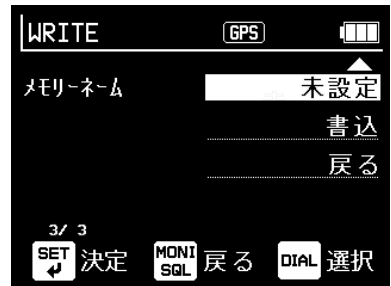 WRITE GPS
メモリーネーム 未設定
書込
戻る
3/ 3
SET 決定 MONI SQL 戻る DIAL 選択